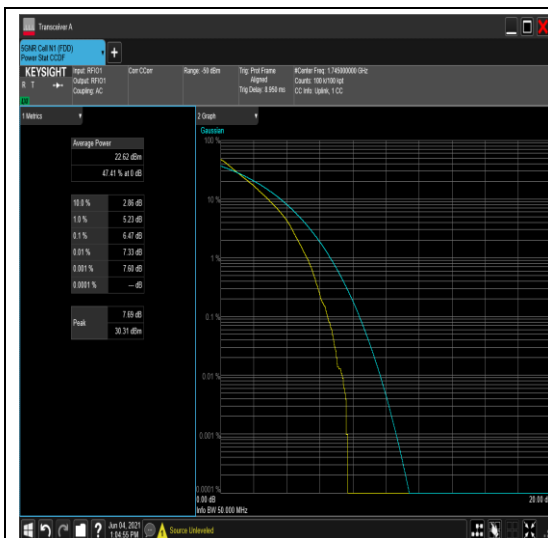 Transceiver A
5GNR Cell N1 (FDD)
Power Stat CCDF
KEYSIGHT
R T
Input: RFIO1
Output: RFIO1
Coupling: AC
Corr CCorr
Range: -50 dBm
Trig: Prol Frame
Aligned
Trig Delay: 8.950 ms
#Center Freq: 1.745000000 GHz
Counts: 100 k/100 kpt
CC Info: Uplink, 1 CC
1 Metrics
Average Power
22.62 dBm
47.41 % at 0 dB
10.0 % 2.86 dB
1.0 % 5.23 dB
0.1 % 6.47 dB
0.01 % 7.33 dB
0.001 % 7.60 dB
0.0001 % --- dB
Peak
7.69 dB
30.31 dBm
2 Graph
Gaussian
100 %
10 %
1 %
0.1 %
0.01 %
0.001 %
0.0001 %
0.00 dB
20.00
Info BW 50.000 MHz
Jun 04, 2021
1:04:55 PM
Source Unleveled